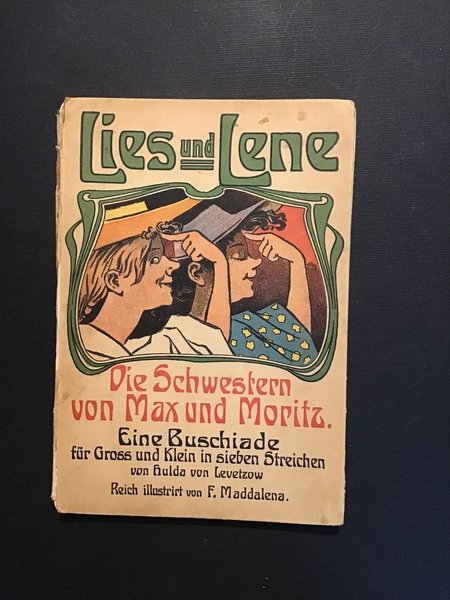 Lies und Lene
Die Schwestern
von Max und Moritz.
Eine Buschiade
für Gross und Klein in sieben Streichen
von Hulda von Levetzow
Reich illustrirt von F. Maddalena.